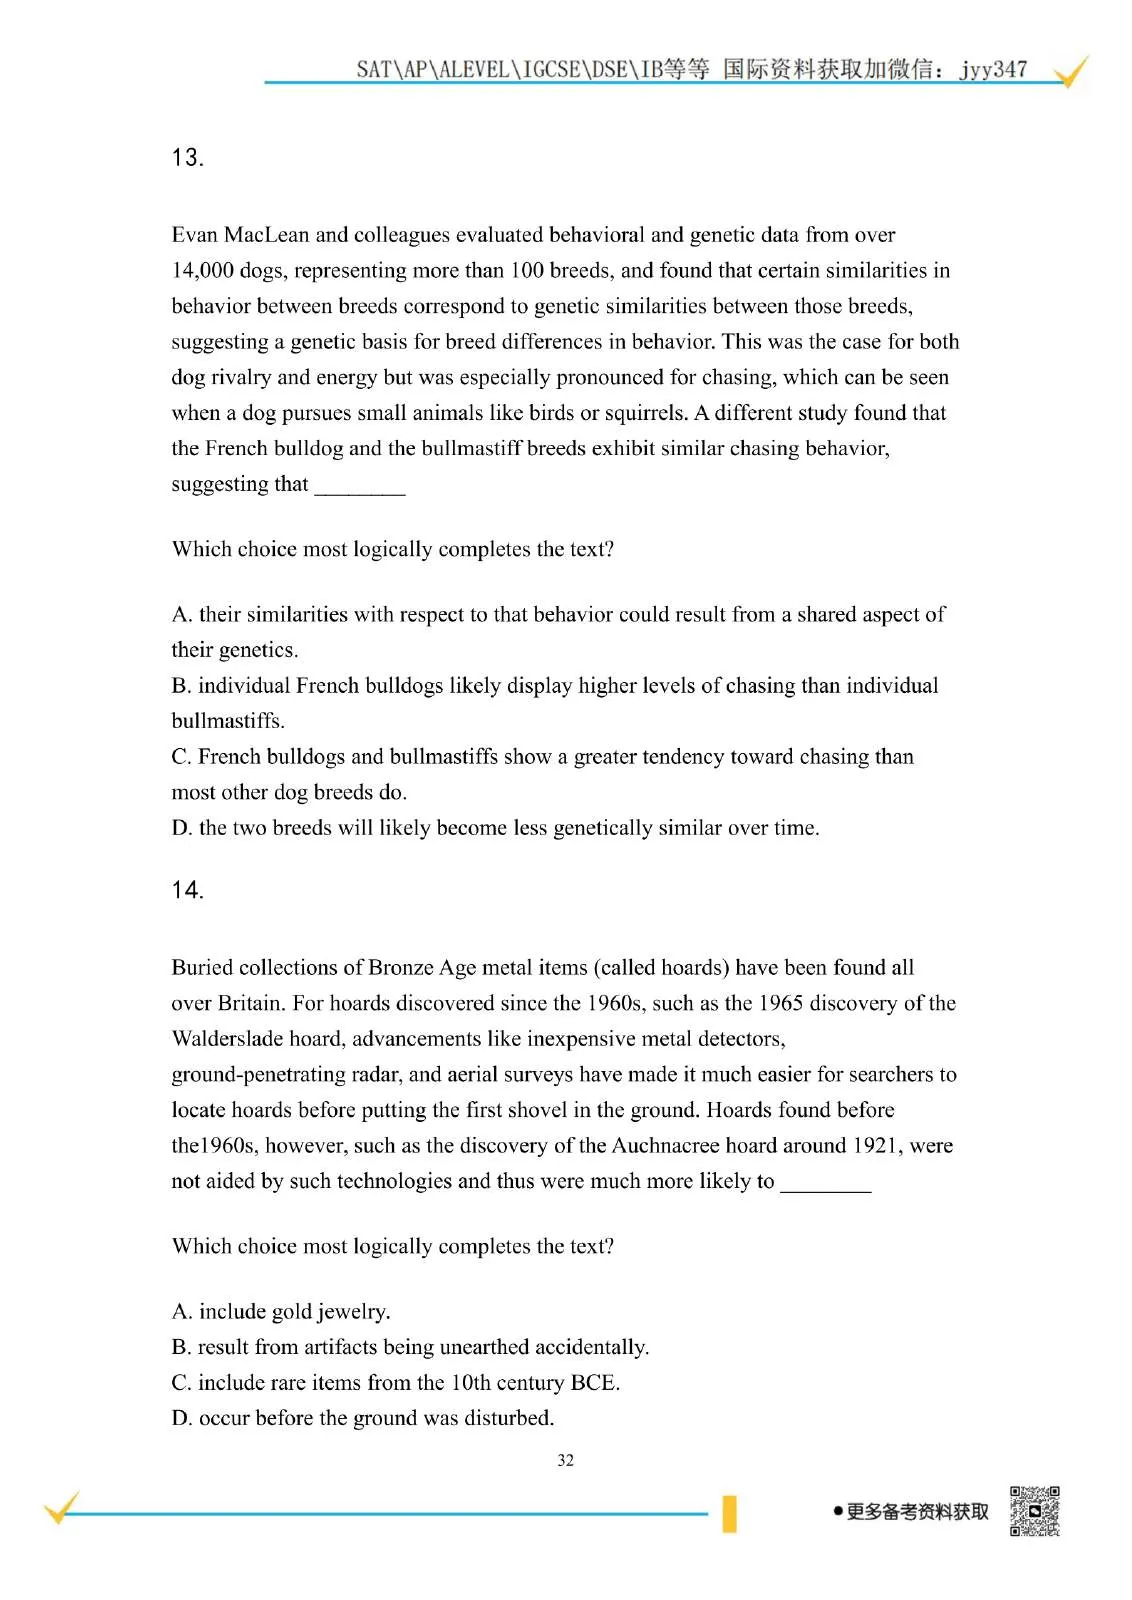 SAT\AP\ALEVEL\IGCSE\DSE\IB等等 国际资料获取加微信：jyy347
13.
Evan MacLean and colleagues evaluated behavioral and genetic data from over
14,000 dogs, representing more than 100 breeds, and found that certain similarities in
behavior between breeds correspond to genetic similarities between those breeds,
suggesting a genetic basis for breed differences in behavior. This was the case for both
dog rivalry and energy but was especially pronounced for chasing, which can be seen
when a dog pursues small animals like birds or squirrels. A different study found that
the French bulldog and the bullmastiff breeds exhibit similar chasing behavior,
suggesting that ________
Which choice most logically completes the text?
A. their similarities with respect to that behavior could result from a shared aspect of
their genetics.
B. individual French bulldogs likely display higher levels of chasing than individual
bullmastiffs.
C. French bulldogs and bullmastiffs show a greater tendency toward chasing than
most other dog breeds do.
D. the two breeds will likely become less genetically similar over time.
14.
Buried collections of Bronze Age metal items (called hoards) have been found all
over Britain. For hoards discovered since the 1960s, such as the 1965 discovery of the
Walderslade hoard, advancements like inexpensive metal detectors,
ground-penetrating radar, and aerial surveys have made it much easier for searchers to
locate hoards before putting the first shovel in the ground. Hoards found before
the1960s, however, such as the discovery of the Auchnacree hoard around 1921, were
not aided by such technologies and thus were much more likely to ________
Which choice most logically completes the text?
A. include gold jewelry.
B. result from artifacts being unearthed accidentally.
C. include rare items from the 10th century BCE.
D. occur before the ground was disturbed.
32
●更多备考资料获取